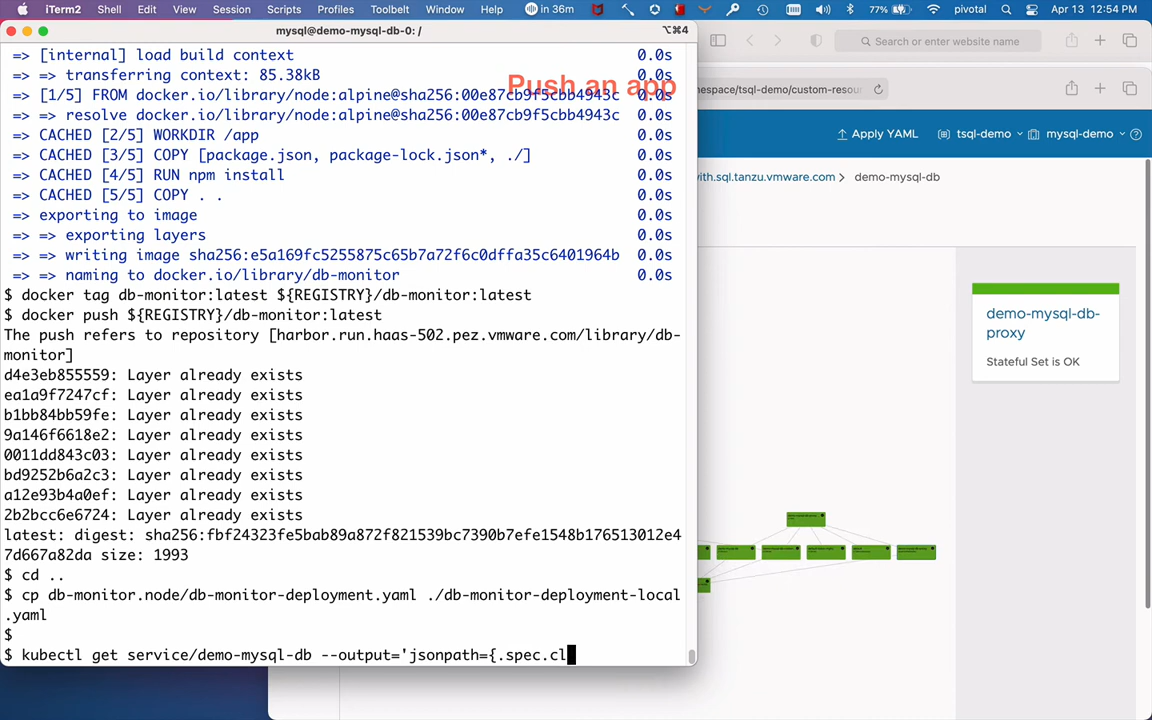 iTerm2 Shell Edit View Session Scripts Profiles Toolbelt Window Help in 36m 77% pivotal Apr 13 12:54 PM
mysql@demo-mysql-db-0: / ⌥⌘4
Search or enter website name
Push an app
=> [internal] load build context 0.0s
=> => transferring context: 85.38kB 0.0s
=> [1/5] FROM docker.io/library/node:alpine@sha256:00e87cb9f5cbb4943c 0.0s
=> => resolve docker.io/library/node:alpine@sha256:00e87cb9f5cbb4943c 0.0s
=> CACHED [2/5] WORKDIR /app 0.0s
=> CACHED [3/5] COPY [package.json, package-lock.json*, ./] 0.0s
=> CACHED [4/5] RUN npm install 0.0s
=> CACHED [5/5] COPY . . 0.0s
=> exporting to image 0.0s
=> => exporting layers 0.0s
=> => writing image sha256:e5a169fc5255875c65b7a72f6c0dffa35c6401964b 0.0s
=> => naming to docker.io/library/db-monitor 0.0s
$ docker tag db-monitor:latest ${REGISTRY}/db-monitor:latest
$ docker push ${REGISTRY}/db-monitor:latest
The push refers to repository [harbor.run.haas-502.pez.vmware.com/library/db-
monitor]
d4e3eb855559: Layer already exists
ea1a9f7247cf: Layer already exists
b1bb84bb59fe: Layer already exists
9a146f6618e2: Layer already exists
0011dd843c03: Layer already exists
bd9252b6a2c3: Layer already exists
a12e93b4a0ef: Layer already exists
2b2bcc6e6724: Layer already exists
latest: digest: sha256:fbf24323fe5bab89a872f821539bc7390b7efe1548b176513012e4
7d667a82da size: 1993
$ cd ..
$ cp db-monitor.node/db-monitor-deployment.yaml ./db-monitor-deployment-local
.yaml
$
$ kubectl get service/demo-mysql-db --output='jsonpath={.spec.cl
nespace/tsql-demo/custom-resou
Apply YAML tsql-demo mysql-demo
with.sql.tanzu.vmware.com > demo-mysql-db
demo-mysql-db-
proxy
Stateful Set is OK